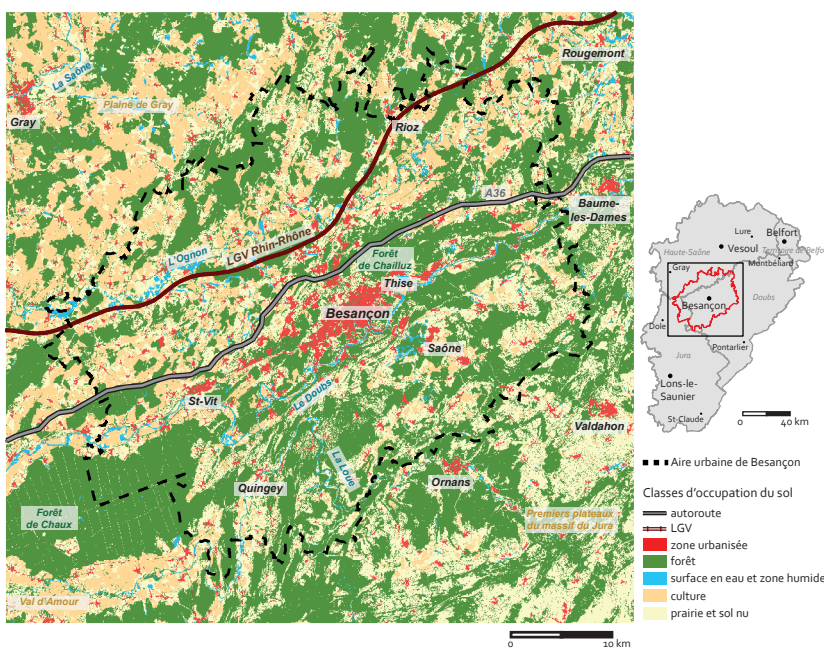 Rougemont
La Saône
Plaine de Gray
Gray
Rioz
A36
Baume-
les-Dames
L'Ognon
LGV Rhin-Rhône
Forêt
de Chailluz
Thise
Besançon
Saône
St-Vit
Le Doubs
Valdahon
La Loue
Quingey
Ornans
Forêt
de Chaux
Premiers plateaux
du massif du Jura
Val d'Amour
0 10 km
Lure
Belfort
Haute-Saône
Vesoul
Territoire de Belfo
Montbéliard
Gray
Besançon
Doubs
Dole
Pontarlier
Jura
Lons-le-
Saunier
St-Claude
0 40 km
Aire urbaine de Besançon
Classes d'occupation du sol
autoroute
LGV
zone urbanisée
forêt
surface en eau et zone humide
culture
prairie et sol nu